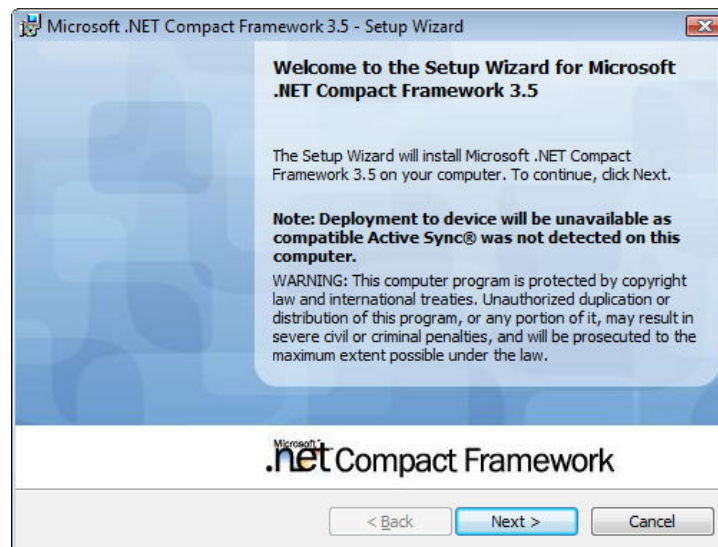 Microsoft .NET Compact Framework 3.5 - Setup Wizard
Welcome to the Setup Wizard for Microsoft
.NET Compact Framework 3.5
The Setup Wizard will install Microsoft .NET Compact
Framework 3.5 on your computer. To continue, click Next.
Note: Deployment to device will be unavailable as
compatible Active Sync® was not detected on this
computer.
WARNING: This computer program is protected by copyright
law and international treaties. Unauthorized duplication or
distribution of this program, or any portion of it, may result in
severe civil or criminal penalties, and will be prosecuted to the
maximum extent possible under the law.
Microsoft
.net Compact Framework
< Back Next > Cancel